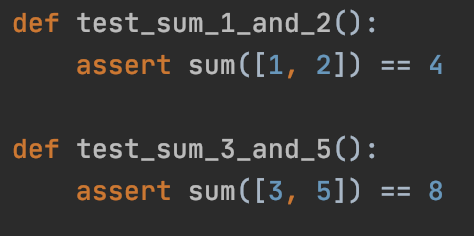 def test_sum_1_and_2():
    assert sum([1, 2]) == 4
def test_sum_3_and_5():
    assert sum([3, 5]) == 8